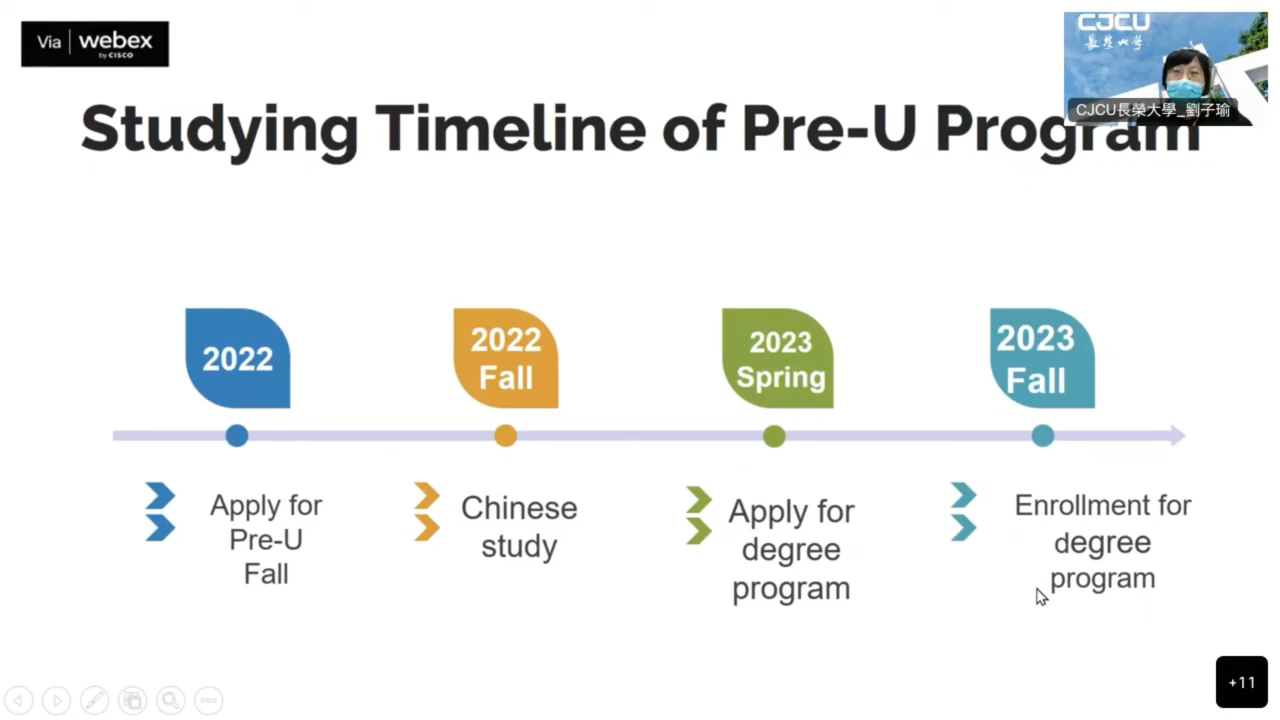 Via | webex
by CISCO
CJCU
長榮大學
CJCU長榮大學_劉子瑜
Studying Timeline of Pre-U Program
2022
2022
Fall
2023
Spring
2023
Fall
Apply for
Pre-U
Fall
Chinese
study
Apply for
degree
program
Enrollment for
degree
program
+11